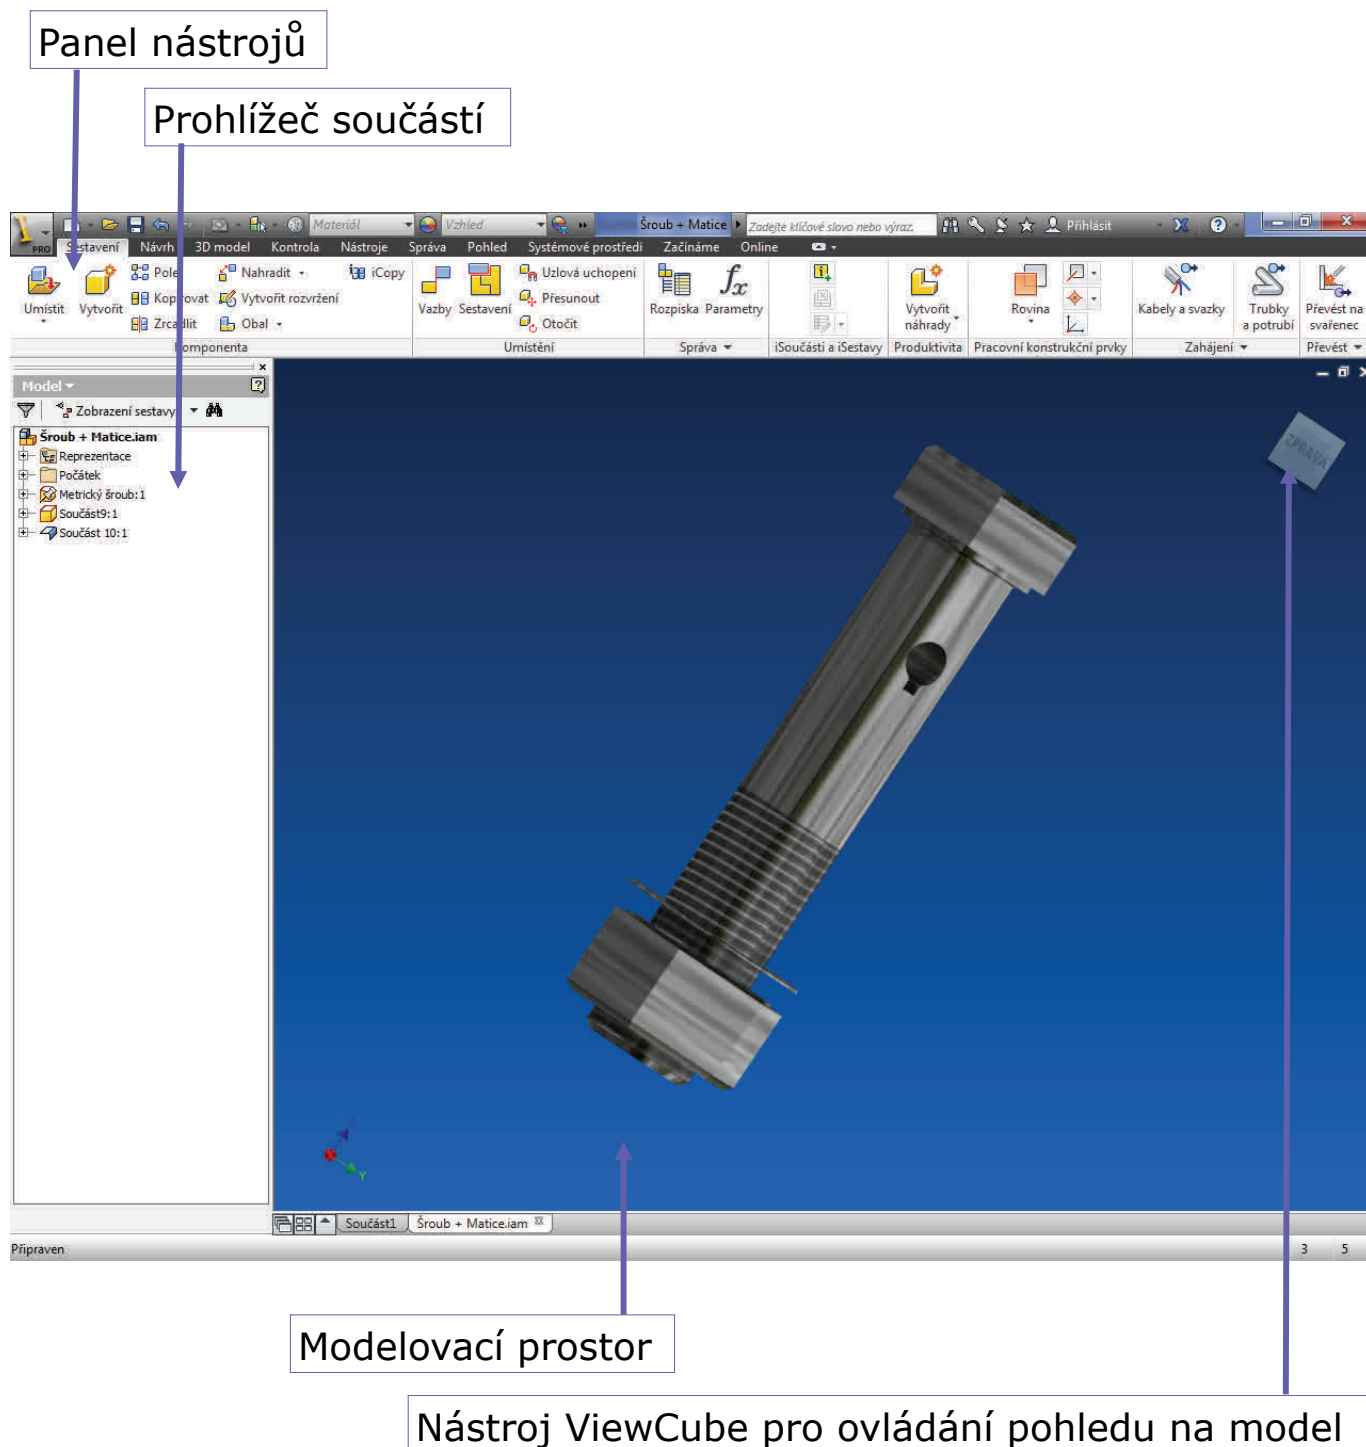 Panel nástrojů
Prohlížeč součástí
Materiál
Vzhled
Šroub + Matice
Zadejte klíčové slovo nebo výraz.
Přihlásit
PRO
Sestavení Návrh 3D model Kontrola Nástroje Správa Pohled Systémové prostředí Začínáme Online
Umístit
Vytvořit
Pole
Kopírovat
Zrcadlit
Nahradit
Vytvořit rozvržení
Obal
iCopy
Vazby
Sestavení
Uzlová uchopení
Přesunout
Otočit
Rozpiska
Parametry
Vytvořit
náhrady
Rovina
Kabely a svazky
Trubky
a potrubí
Převést na
svařenec
Komponenta
Umístění
Správa
iSoučásti a iSestavy
Produktivita
Pracovní konstrukční prvky
Zahájení
Převést
Model
Zobrazení sestavy
Šroub + Matice.iam
Reprezentace
Počátek
Metrický šroub:1
Součást9:1
Součást 10:1
ZPRAVA
Y
Součást1
Šroub + Matice.iam
Připraven
3 5
Modelovací prostor
Nástroj ViewCube pro ovládání pohledu na model